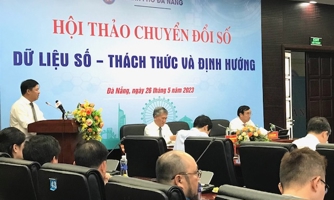 HỘI THẢO CHUYỂN ĐỔI SỐ
DỮ LIỆU SỐ – THÁCH THỨC VÀ ĐỊNH HƯỚNG
Đà Nẵng, ngày 26 tháng 5 năm 2023